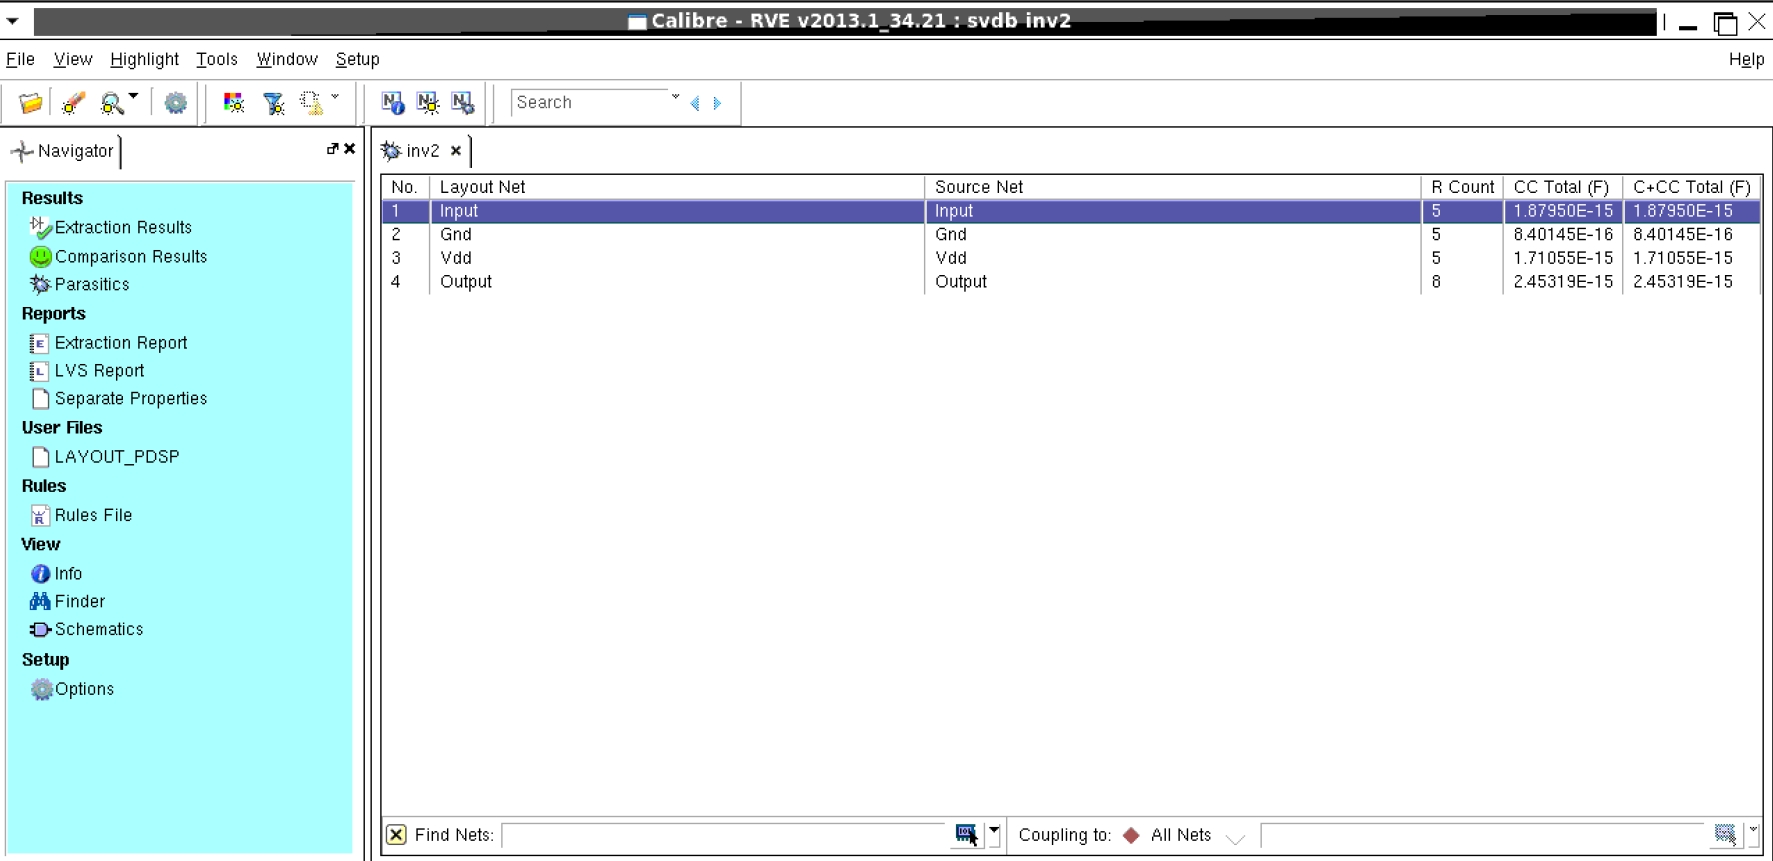 Calibre - RVE v2013.1_34.21 : svdb inv2
File View Highlight Tools Window Setup Help
Search
Navigator
inv2
Results
Extraction Results
Comparison Results
Parasitics
Reports
Extraction Report
LVS Report
Separate Properties
User Files
LAYOUT_PDSP
Rules
Rules File
View
Info
Finder
Schematics
Setup
Options
No. Layout Net Source Net R Count CC Total (F) C+CC Total (F)
1 Input Input 5 1.87950E-15 1.87950E-15
2 Gnd Gnd 5 8.40145E-16 8.40145E-16
3 Vdd Vdd 5 1.71055E-15 1.71055E-15
4 Output Output 8 2.45319E-15 2.45319E-15
Find Nets: Coupling to: All Nets